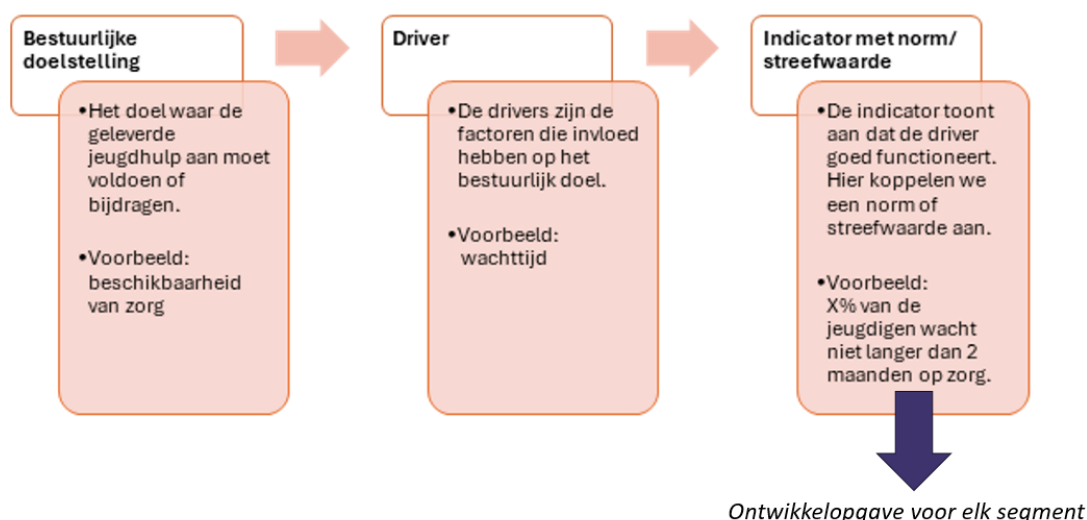 Bestuurlijke
doelstelling
•Het doel waar de
geleverde
jeugdhulp aan moet
voldoen of
bijdragen.
•Voorbeeld:
beschikbaarheid
van zorg
Driver
•De drivers zijn de
factoren die invloed
hebben op het
bestuurlijk doel.
•Voorbeeld:
wachttijd
Indicator met norm/
streefwaarde
•De indicator toont
aan dat de driver
goed functioneert.
Hier koppelen we
een norm of
streefwaarde aan.
•Voorbeeld:
X% van de
jeugdigen wacht
niet langer dan 2
maanden op zorg.
Ontwikkelopgave voor elk segment